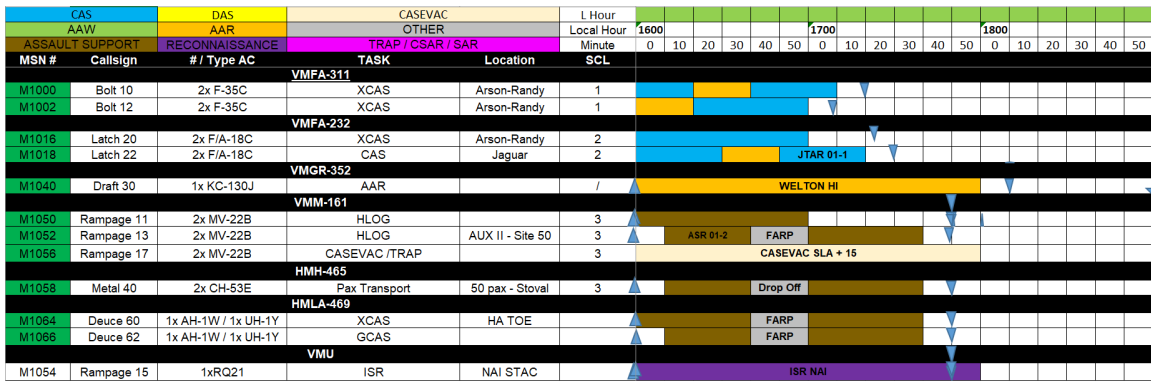 CAS DAS CASEVAC L Hour
AAW AAR OTHER Local Hour 1600 1700 1800
ASSAULT SUPPORT RECONNAISSANCE TRAP / CSAR / SAR Minute 0 10 20 30 40 50 0 10 20 30 40 50 0 10 20 30 40 50
MSN # Callsign # / Type AC TASK Location SCL
VMFA-311
M1000 Bolt 10 2x F-35C XCAS Arson-Randy 1
M1002 Bolt 12 2x F-35C XCAS Arson-Randy 1
VMFA-232
M1016 Latch 20 2x F/A-18C XCAS Arson-Randy 2
M1018 Latch 22 2x F/A-18C CAS Jaguar 2 JTAR 01-1
VMGR-352
M1040 Draft 30 1x KC-130J AAR / WELTON HI
VMM-161
M1050 Rampage 11 2x MV-22B HLOG 3
M1052 Rampage 13 2x MV-22B HLOG AUX II - Site 50 3 ASR 01-2 FARP
M1056 Rampage 17 2x MV-22B CASEVAC /TRAP 3 CASEVAC SLA + 15
HMH-465
M1058 Metal 40 2x CH-53E Pax Transport 50 pax - Stoval 3 Drop Off
HMLA-469
M1064 Deuce 60 1x AH-1W / 1x UH-1Y XCAS HA TOE FARP
M1066 Deuce 62 1x AH-1W / 1x UH-1Y GCAS FARP
VMU
M1054 Rampage 15 1xRQ21 ISR NAI STAC ISR NAI